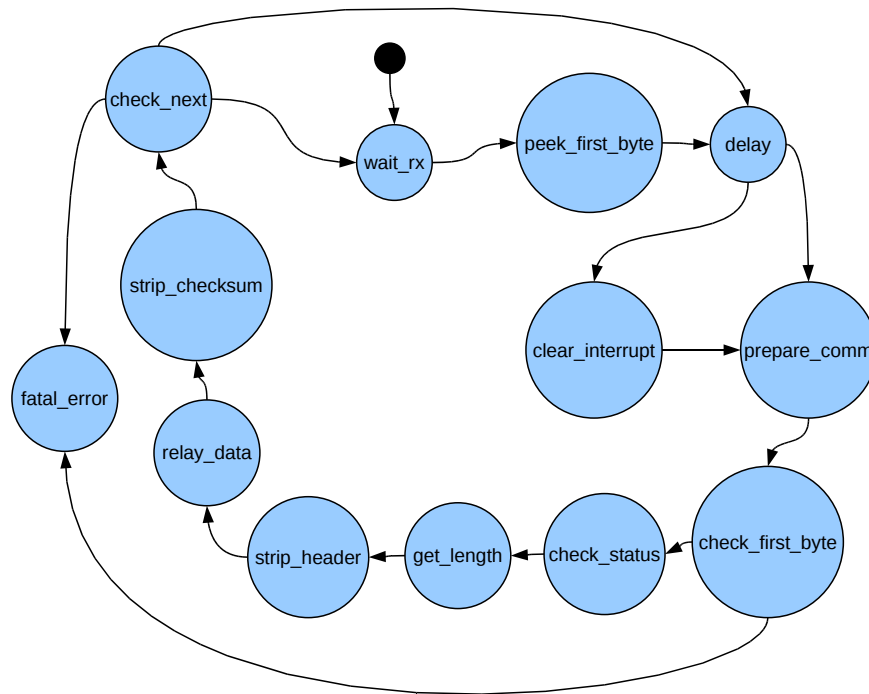 check_next
wait_rx
peek_first_byte
delay
strip_checksum
clear_interrupt
prepare_comm
fatal_error
relay_data
strip_header
get_length
check_status
check_first_byte